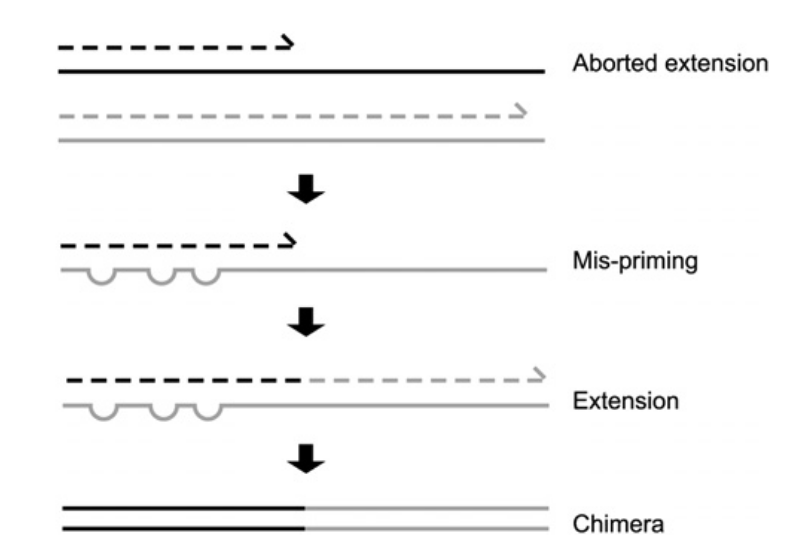 Aborted extension
Mis-priming
Extension
Chimera